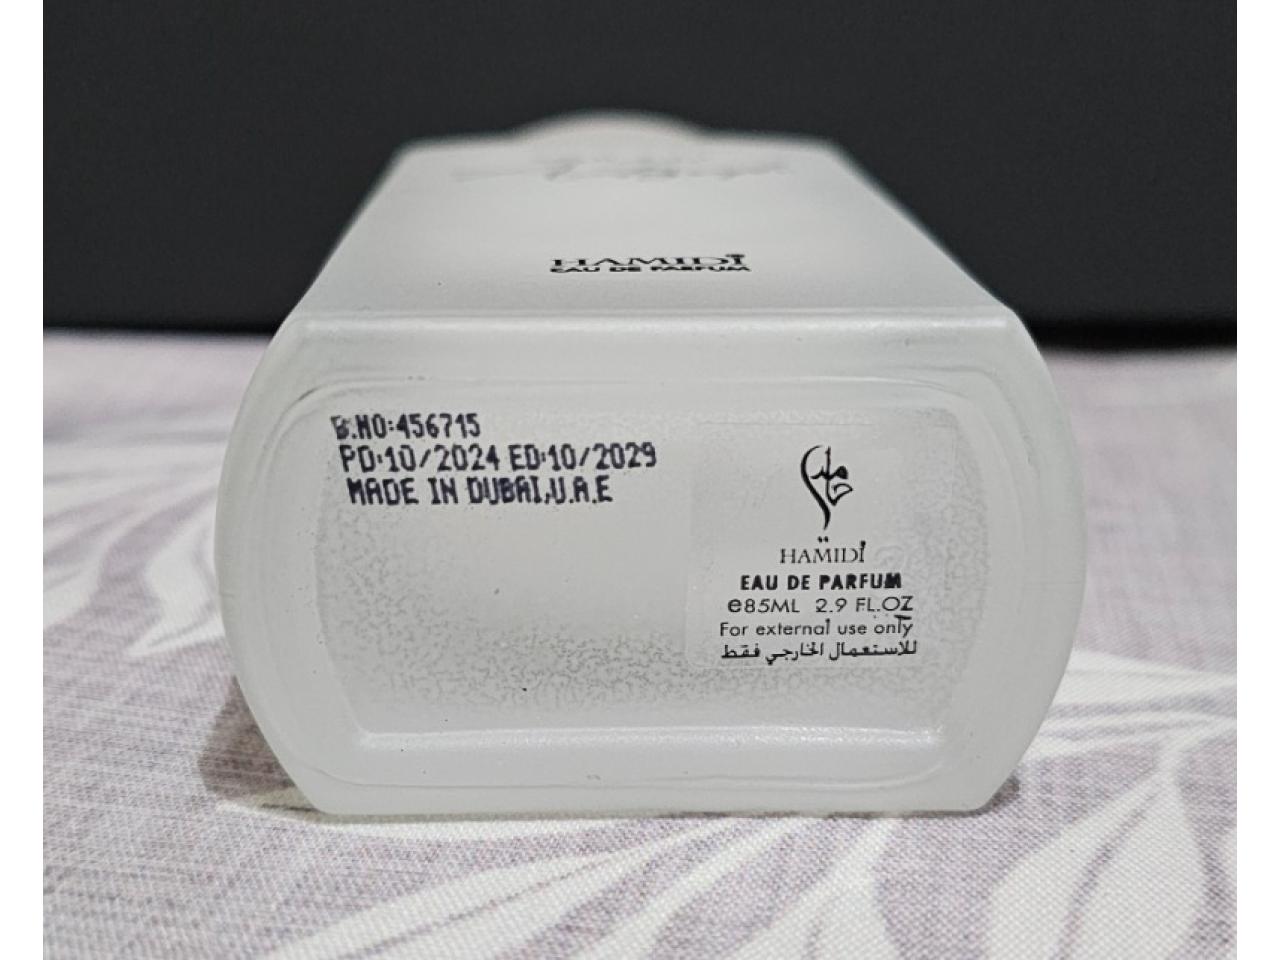 HAMIDI
EAU DE PARFUM
B.NO:456715
PD:10/2024 ED:10/2029
MADE IN DUBAI,U.A.E
HAMIDI
EAU DE PARFUM
e85ML 2.9 FL.OZ
For external use only
للاستعمال الخارجي فقط